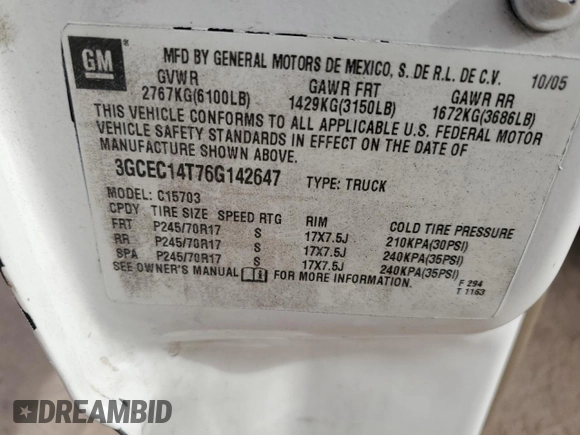 GM
MFD BY GENERAL MOTORS DE MEXICO, S. DE R.L. DE C.V. 10/05
GVWR GAWR FRT GAWR RR
2767KG(6100LB) 1429KG(3150LB) 1672KG(3686LB)
THIS VEHICLE CONFORMS TO ALL APPLICABLE U.S. FEDERAL MOTOR
VEHICLE SAFETY STANDARDS IN EFFECT ON THE DATE OF
MANUFACTURE SHOWN ABOVE.
3GCEC14T76G142647 TYPE: TRUCK
MODEL: C15703
CPDY TIRE SIZE SPEED RTG RIM COLD TIRE PRESSURE
FRT P245/70R17 S 17X7.5J 210KPA(30PSI)
RR P245/70R17 S 17X7.5J 240KPA(35PSI)
SPA P245/70R17 S 17X7.5J 240KPA(35PSI)
SEE OWNER'S MANUAL FOR MORE INFORMATION.
F 294
T 1163
DREAMBID